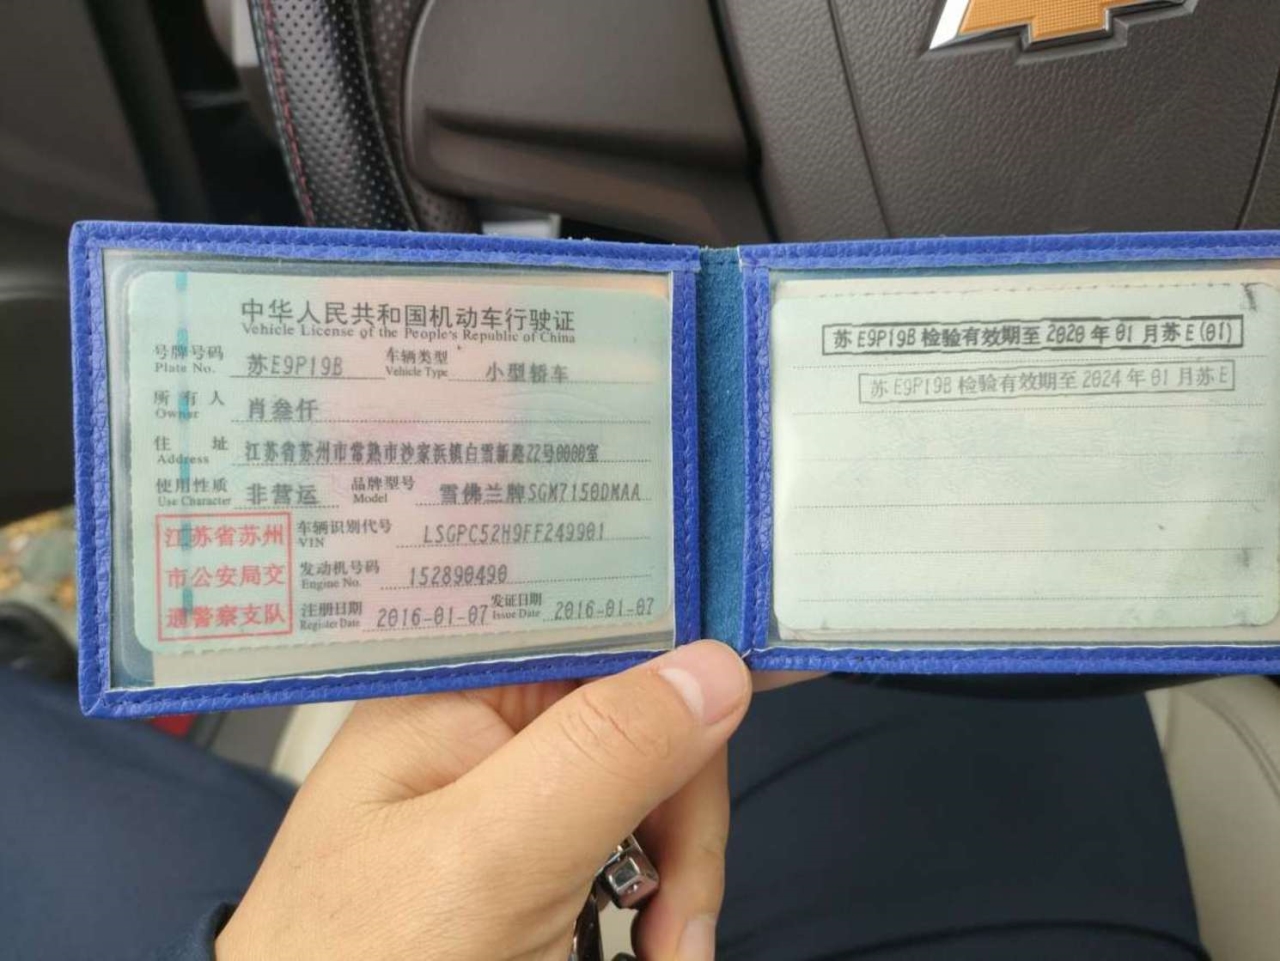 中华人民共和国机动车行驶证
Vehicle License of the People's Republic of China
号牌号码 苏E9P19B 车辆类型 小型轿车
Plate No. Vehicle Type
所有人 肖叁仟
Owner
住址 江苏省苏州市常熟市沙家浜镇白雪新路22号0000室
Address
使用性质 非营运 品牌型号 雪佛兰牌SGM7150DMAA
Use Character Model
江苏省苏州
市公安局交
通警察支队
车辆识别代号 LSGPC52H9FF249901
VIN
发动机号码 152890490
Engine No.
注册日期 2016-01-07 发证日期 2016-01-07
Register Date Issue Date
苏E9P19B检验有效期至2020年01月苏E(01)
苏E9P19B检验有效期至2024年01月苏E